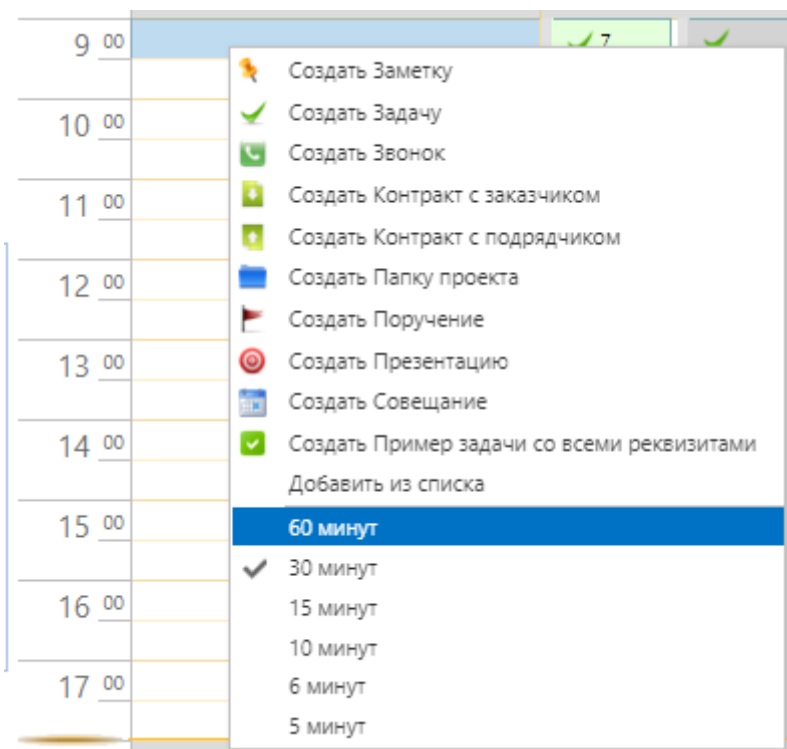 9 00
7
Создать Заметку
10 00
Создать Задачу
Создать Звонок
11 00
Создать Контракт с заказчиком
Создать Контракт с подрядчиком
12 00
Создать Папку проекта
Создать Поручение
13 00
Создать Презентацию
Создать Совещание
14 00
Создать Пример задачи со всеми реквизитами
Добавить из списка
15 00
60 минут
30 минут
16 00
15 минут
10 минут
17 00
6 минут
5 минут